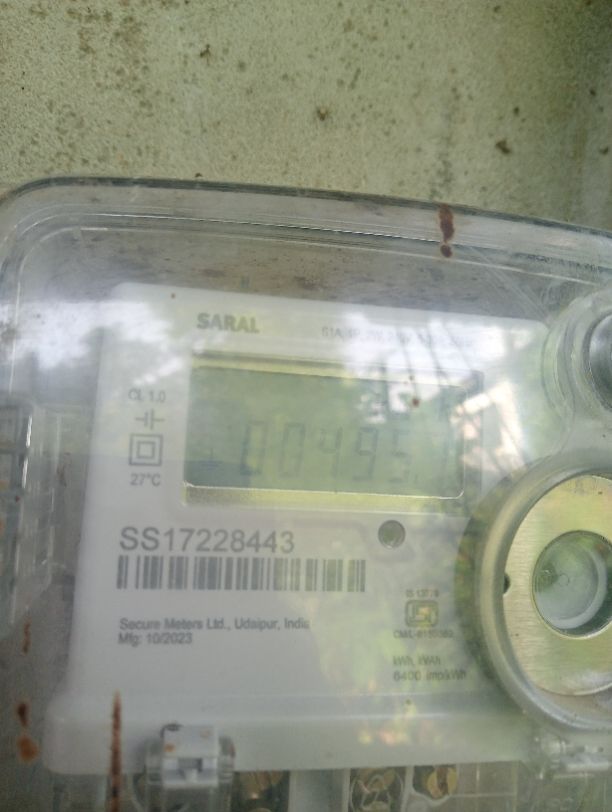 SARAL
CL 1.0
00495
27°C
SS17228443
Secure Meters Ltd., Udaipur, India
Mfg: 10/2023
kWh, WAh
6400 imp/kWh